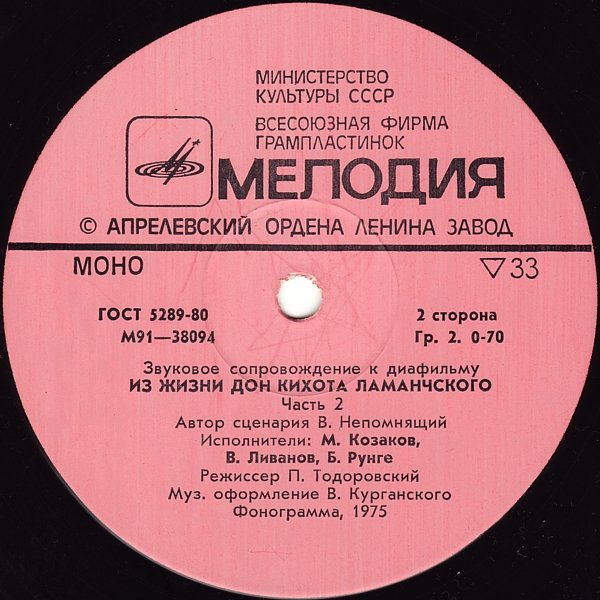 МИНИСТЕРСТВО
КУЛЬТУРЫ СССР
ВСЕСОЮЗНАЯ ФИРМА
ГРАМПЛАСТИНОК
МЕЛОДИЯ
© АПРЕЛЕВСКИЙ ОРДЕНА ЛЕНИНА ЗАВОД
МОНО ▽33
ГОСТ 5289-80 2 сторона
М91—38094 Гр. 2. 0-70
Звуковое сопровождение к диафильму
ИЗ ЖИЗНИ ДОН КИХОТА ЛАМАНЧСКОГО
Часть 2
Автор сценария В. Непомнящий
Исполнители: М. Козаков,
В. Ливанов, Б. Рунге
Режиссер П. Тодоровский
Муз. оформление В. Курганского
Фонограмма, 1975